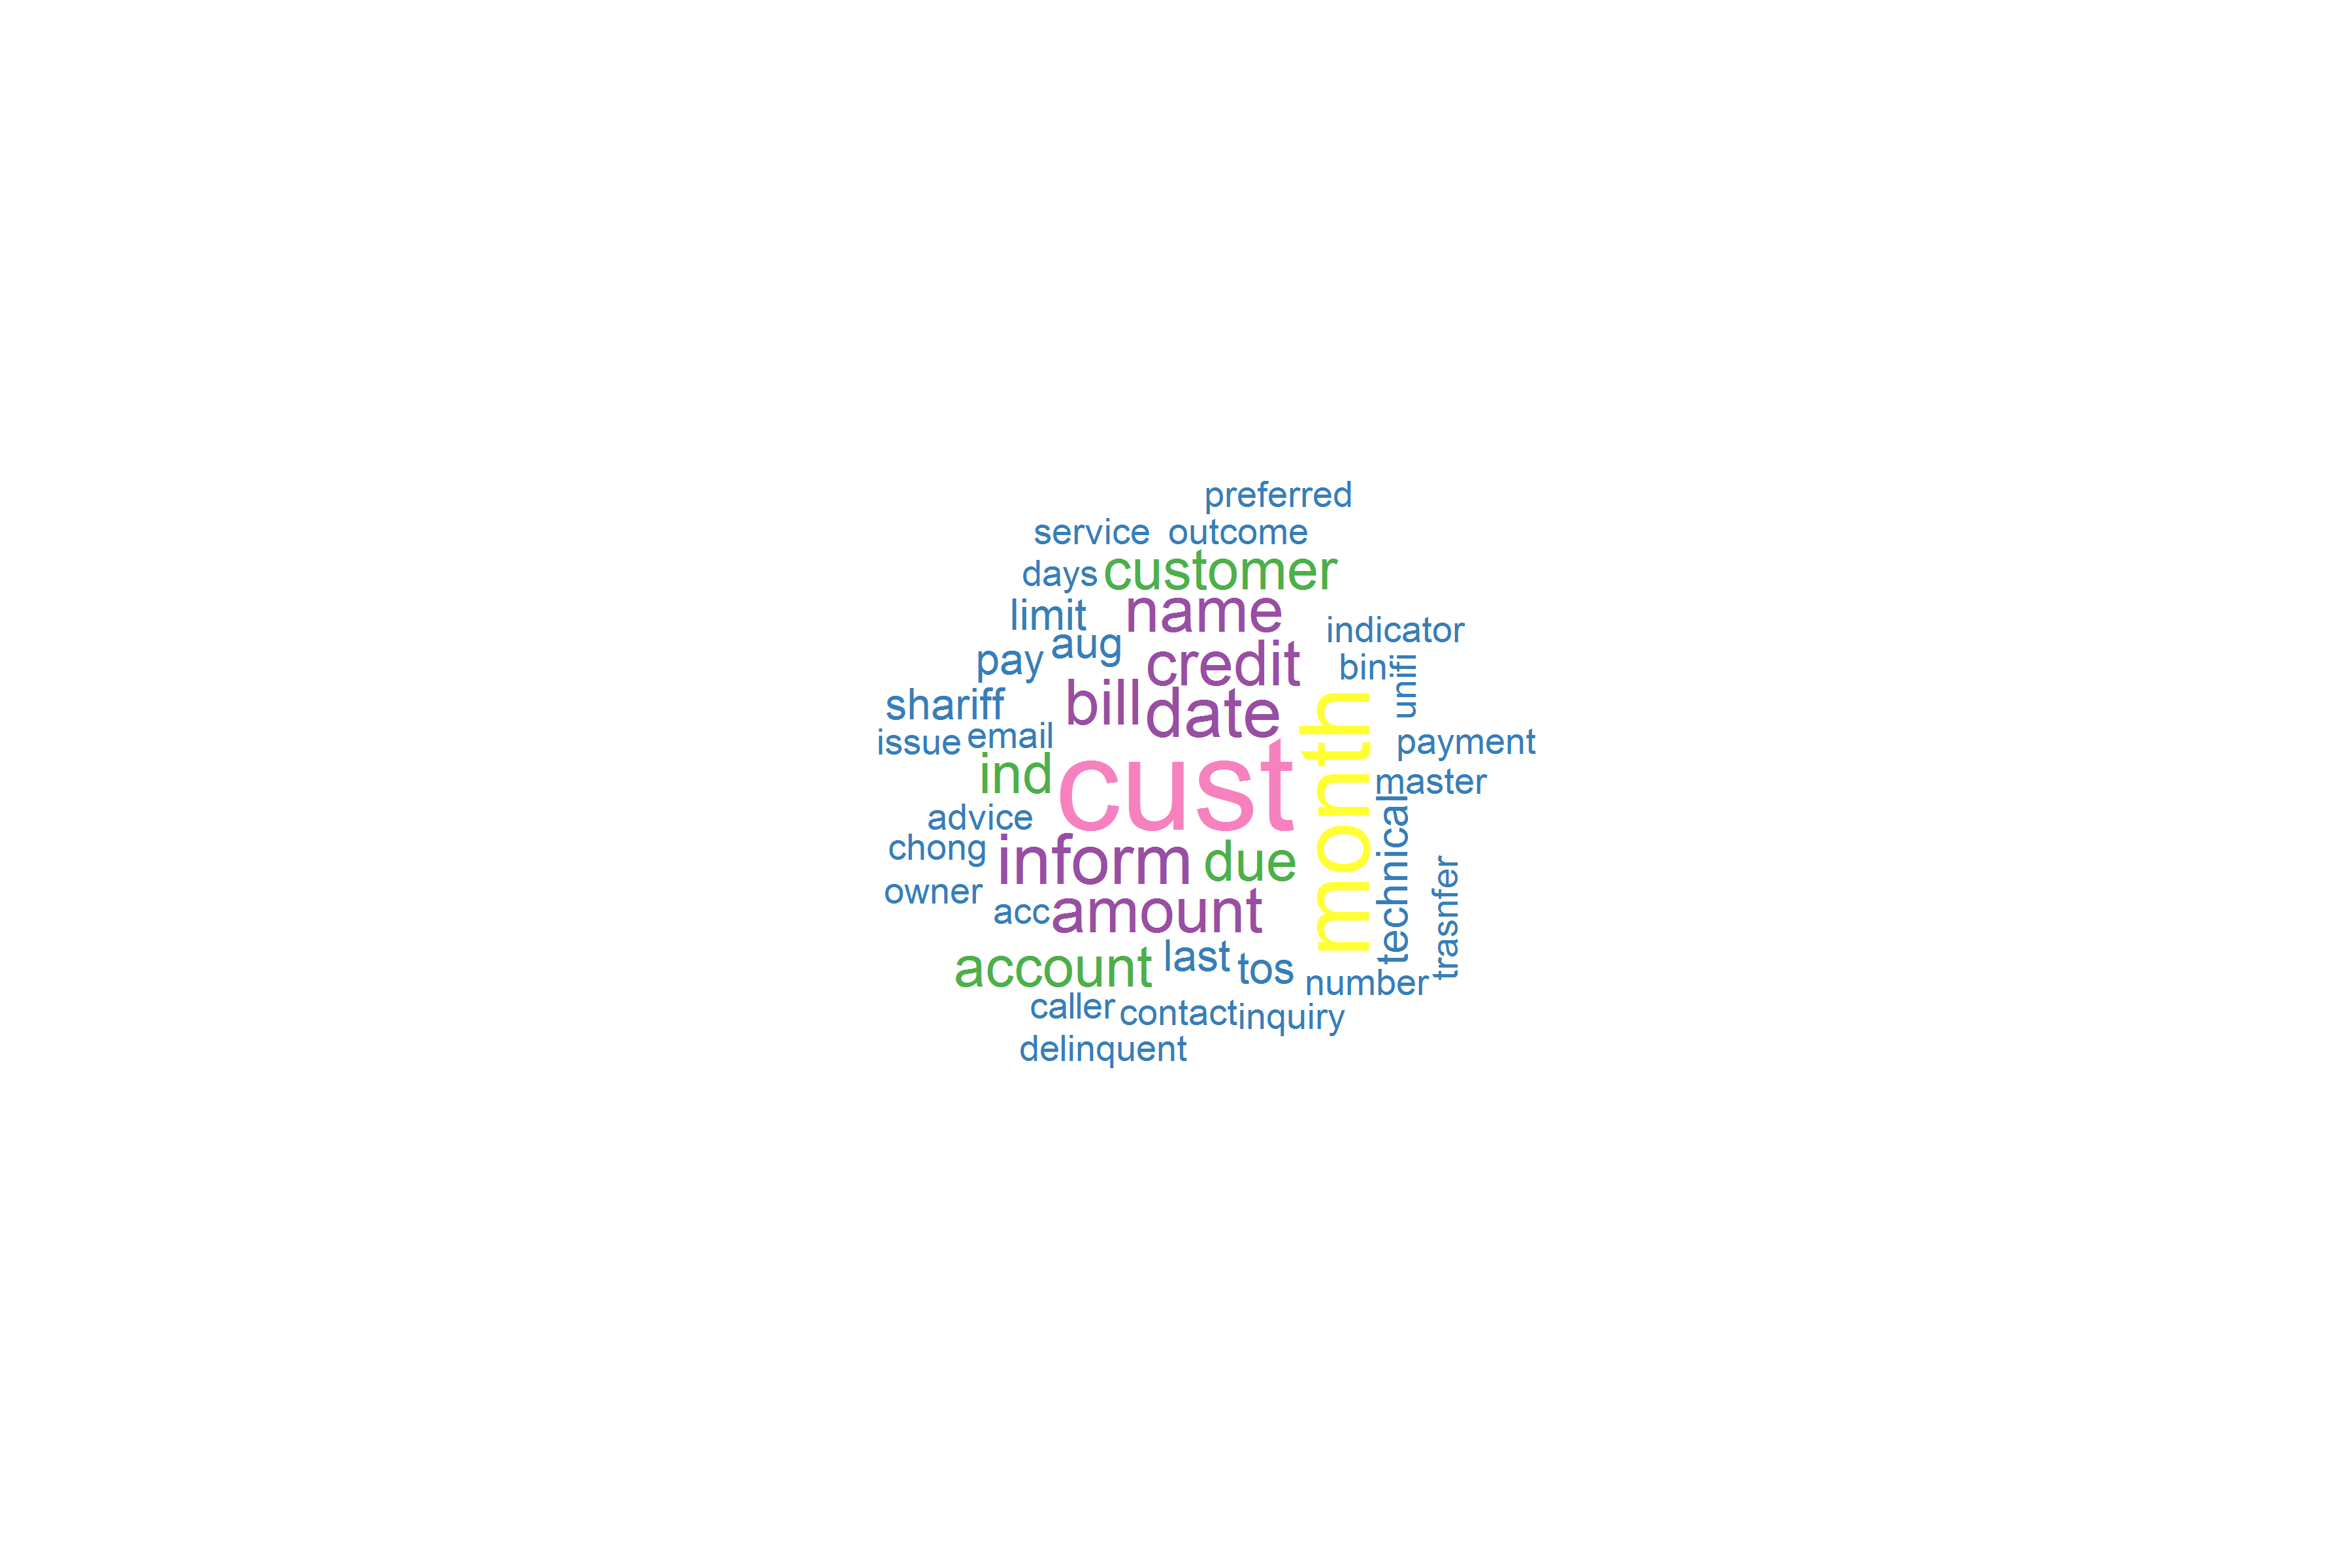 preferred
service
outcome
days
customer
limit
name
indicator
aug
pay
credit
bin
unifi
shariff
bill
date
month
issue
email
payment
ind
cust
master
advice
technical
chong
inform
due
owner
acc
amount
trasnfer
account
last
tos
number
caller
contact
inquiry
delinquent